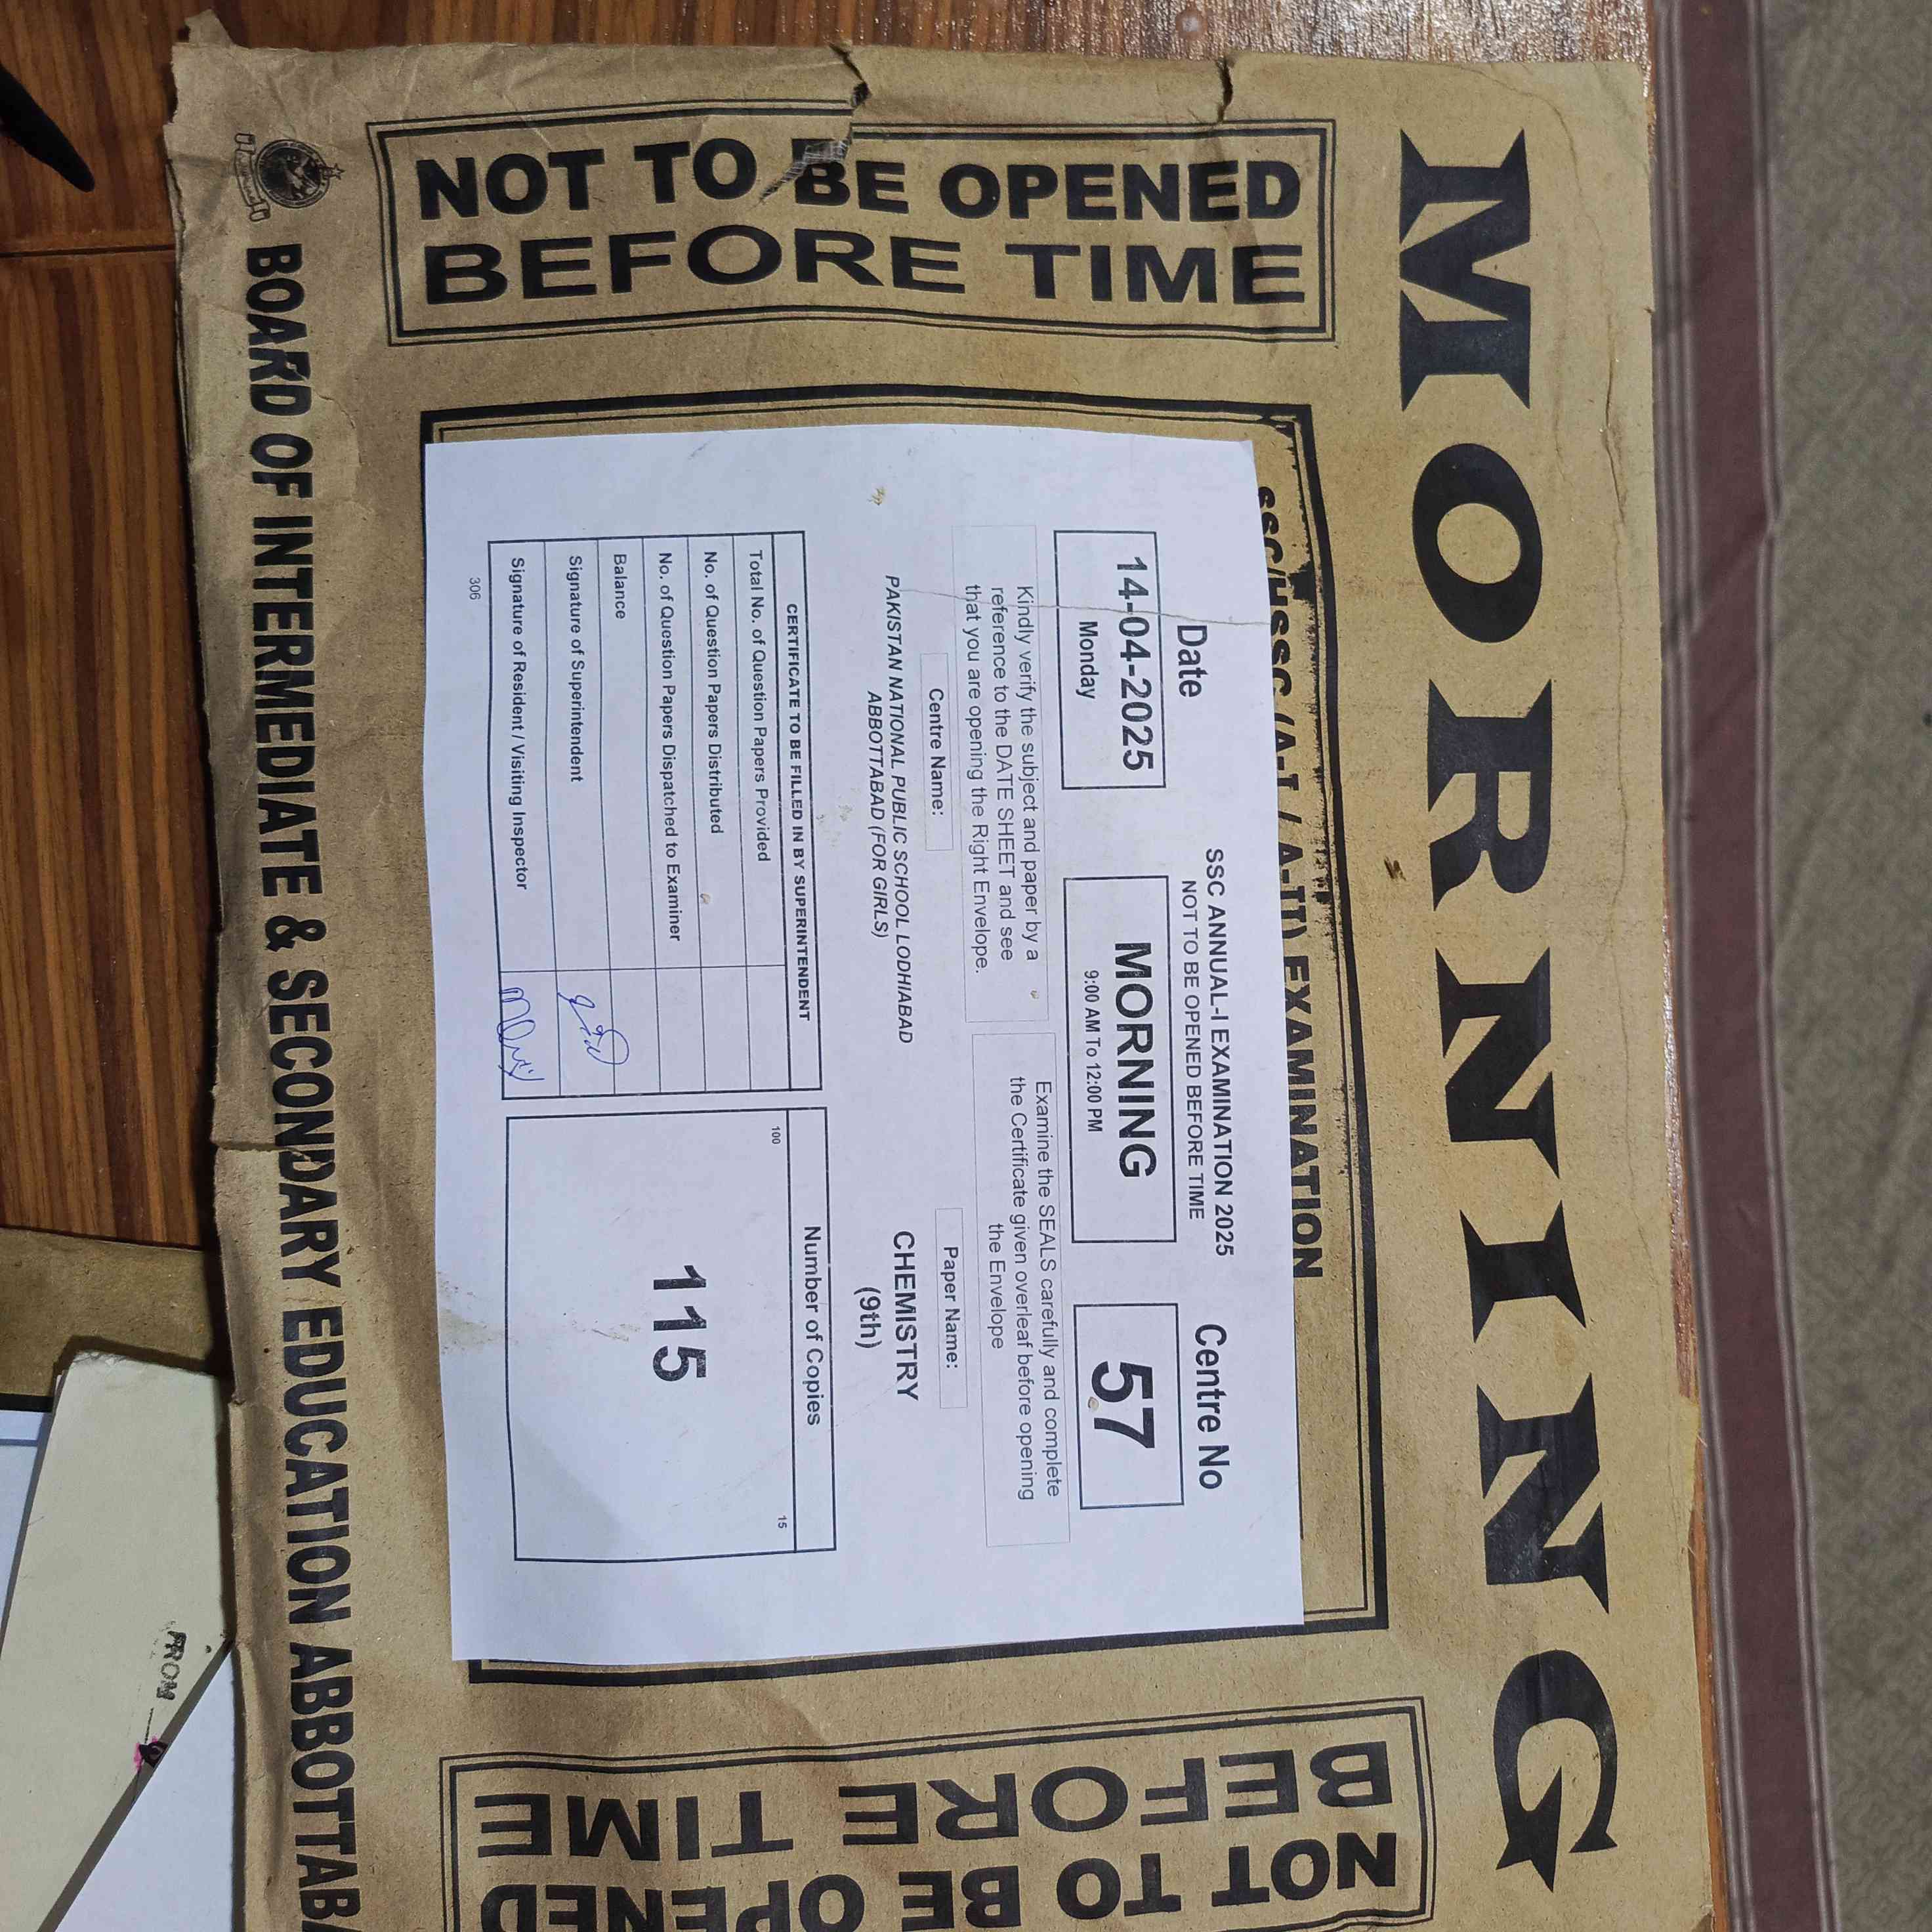 MORNING
NOT TO BE OPENED
BEFORE TIME
SSC/HSSC (A-I / A-II) EXAMINATION
SSC ANNUAL-I EXAMINATION 2025
NOT TO BE OPENED BEFORE TIME
Date
14-04-2025
Monday
MORNING
9:00 AM To 12:00 PM
Centre No
57
Kindly verify the subject and paper by a
reference to the DATE SHEET and see
that you are opening the Right Envelope.
Examine the SEALS carefully and complete
the Certificate given overleaf before opening
the Envelope
Centre Name:
PAKISTAN NATIONAL PUBLIC SCHOOL LODHIABAD
ABBOTTABAD (FOR GIRLS)
Paper Name:
CHEMISTRY
(9th)
CERTIFICATE TO BE FILLED IN BY SUPERINTENDENT
Total No. of Question Papers Provided
No. of Question Papers Distributed
No. of Question Papers Dispatched to Examiner
Balance
Signature of Superintendent
Signature of Resident / Visiting Inspector
306
Number of Copies
100
15
115
NOT TO BE OPENED
BEFORE TIME
BOARD OF INTERMEDIATE & SECONDARY EDUCATION ABBOTTABA
FROM